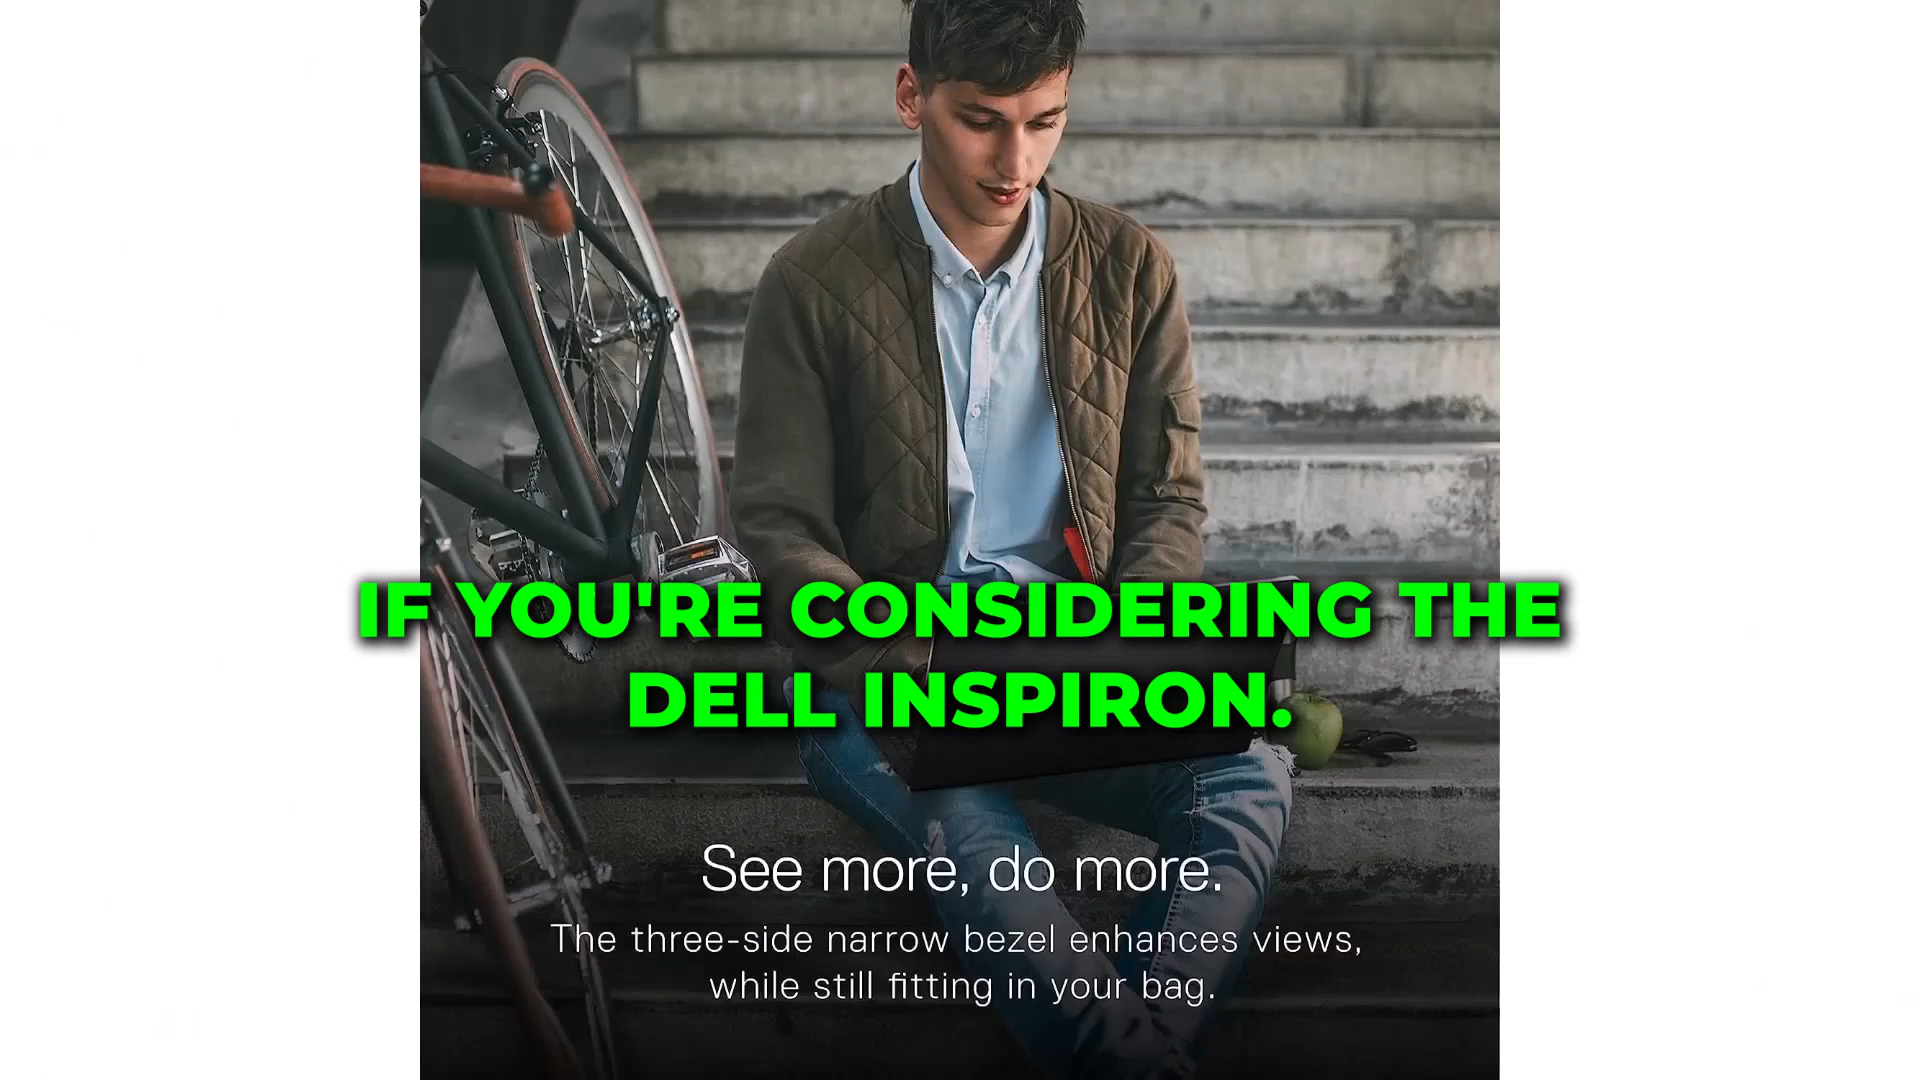 IF YOU'RE CONSIDERING THE
DELL INSPIRON.
See more, do more.
The three-side narrow bezel enhances views,
while still fitting in your bag.